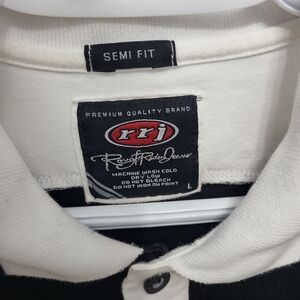 SEMI FIT
PREMIUM QUALITY BRAND
rrj
Rough Rider Jeans
MACHINE WASH COLD
DRY LOW
DO NOT BLEACH
DO NOT IRON ON PRINT
L